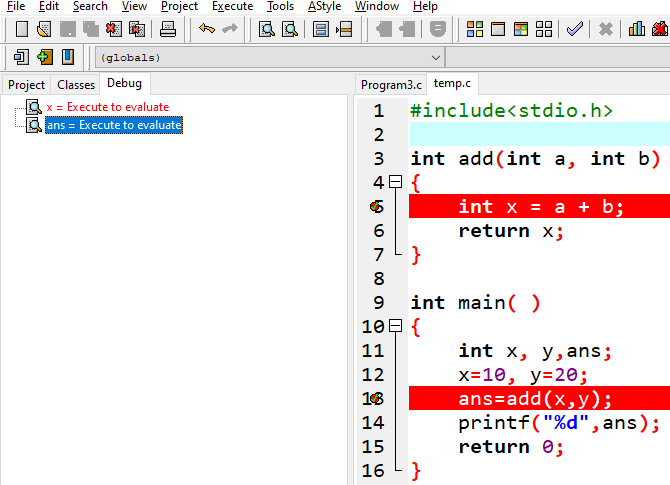 File Edit Search View Project Execute Tools AStyle Window Help
(globals)
Project Classes Debug
x = Execute to evaluate
ans = Execute to evaluate
Program3.c temp.c
1 #include<stdio.h>
2
3 int add(int a, int b)
4 {
5 int x = a + b;
6 return x;
7 }
8
9 int main( )
10 {
11 int x, y,ans;
12 x=10, y=20;
13 ans=add(x,y);
14 printf("%d",ans);
15 return 0;
16 }